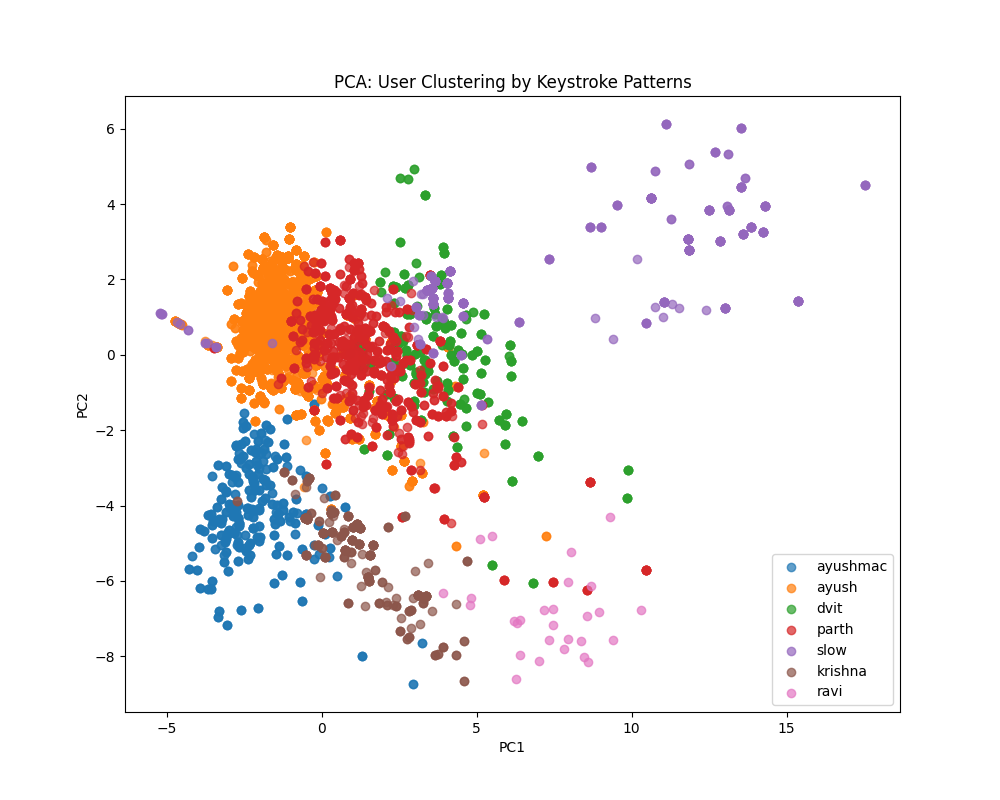 PCA: User Clustering by Keystroke Patterns
6
4
2
0
−2
−4
−6
−8
PC2
−5
0
5
10
15
PC1
ayushmac
ayush
dvit
parth
slow
krishna
ravi